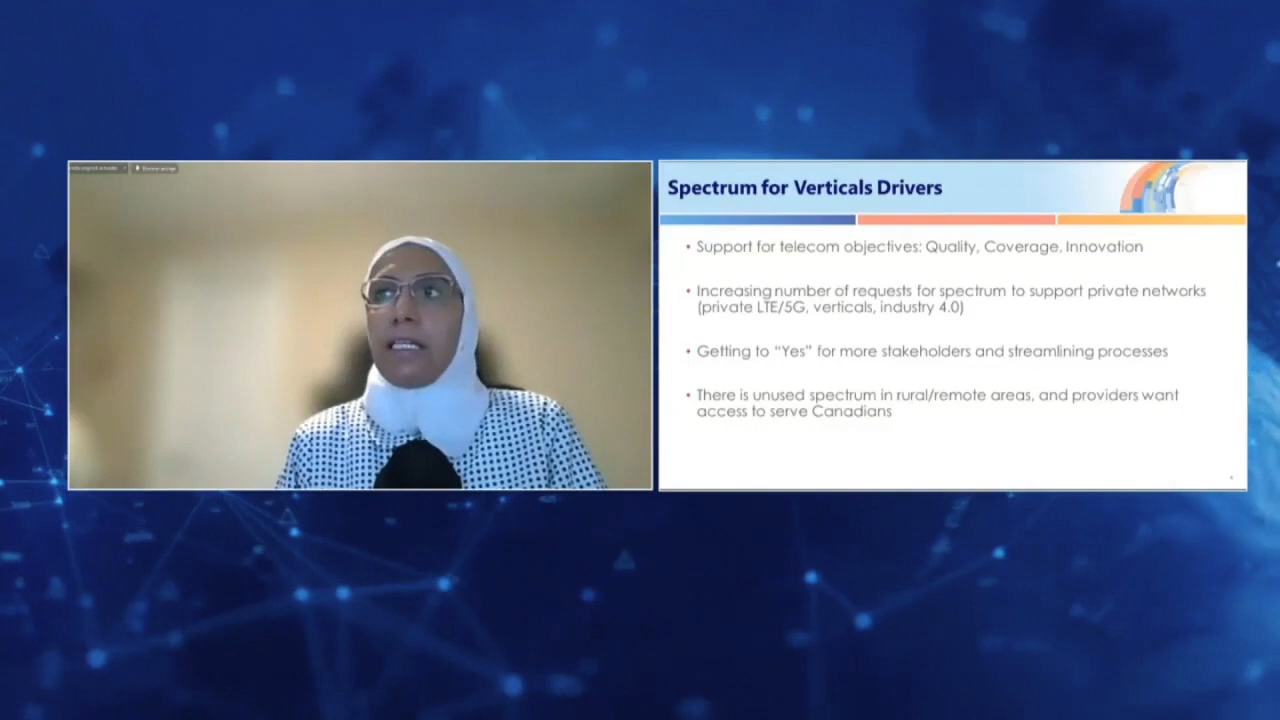 Spectrum for Verticals Drivers
• Support for telecom objectives: Quality, Coverage, Innovation
• Increasing number of requests for spectrum to support private networks
(private LTE/5G, verticals, industry 4.0)
• Getting to “Yes” for more stakeholders and streamlining processes
• There is unused spectrum in rural/remote areas, and providers want
access to serve Canadians